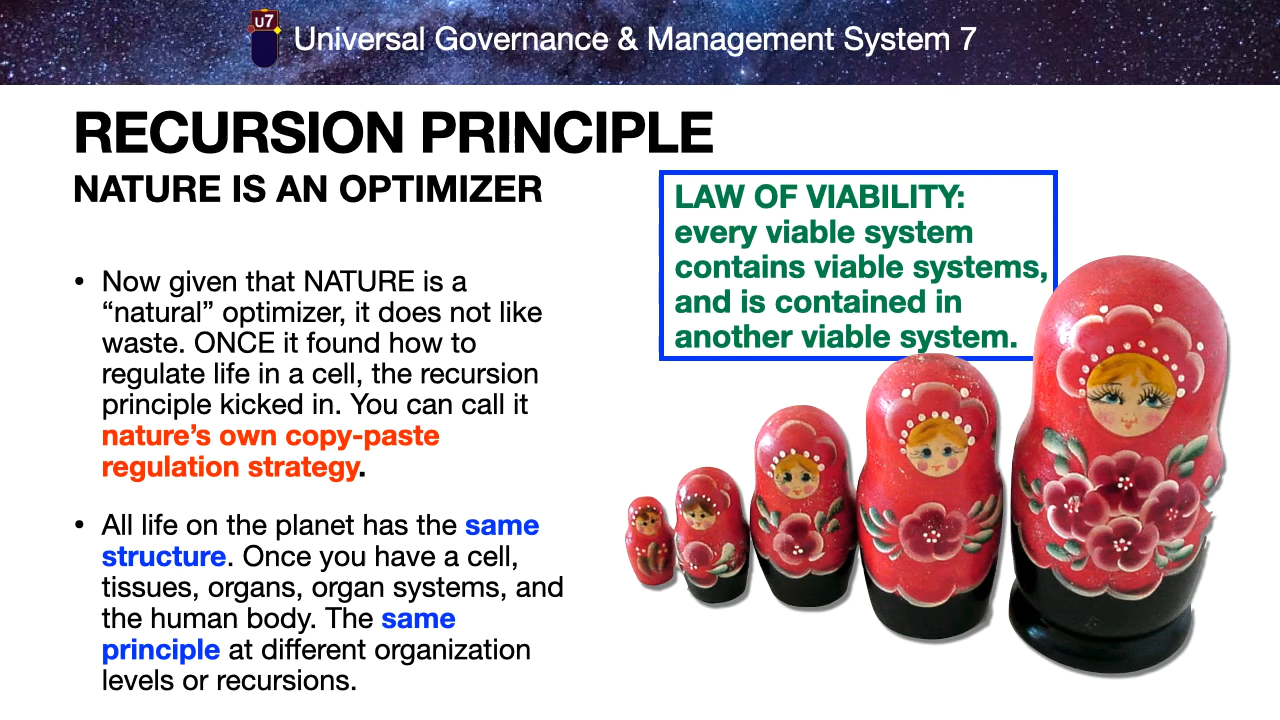 U7
Universal Governance & Management System 7
RECURSION PRINCIPLE
NATURE IS AN OPTIMIZER
LAW OF VIABILITY:
every viable system
contains viable systems,
and is contained in
another viable system.
• Now given that NATURE is a
“natural” optimizer, it does not like
waste. ONCE it found how to
regulate life in a cell, the recursion
principle kicked in. You can call it
nature’s own copy-paste
regulation strategy.
• All life on the planet has the same
structure. Once you have a cell,
tissues, organs, organ systems, and
the human body. The same
principle at different organization
levels or recursions.